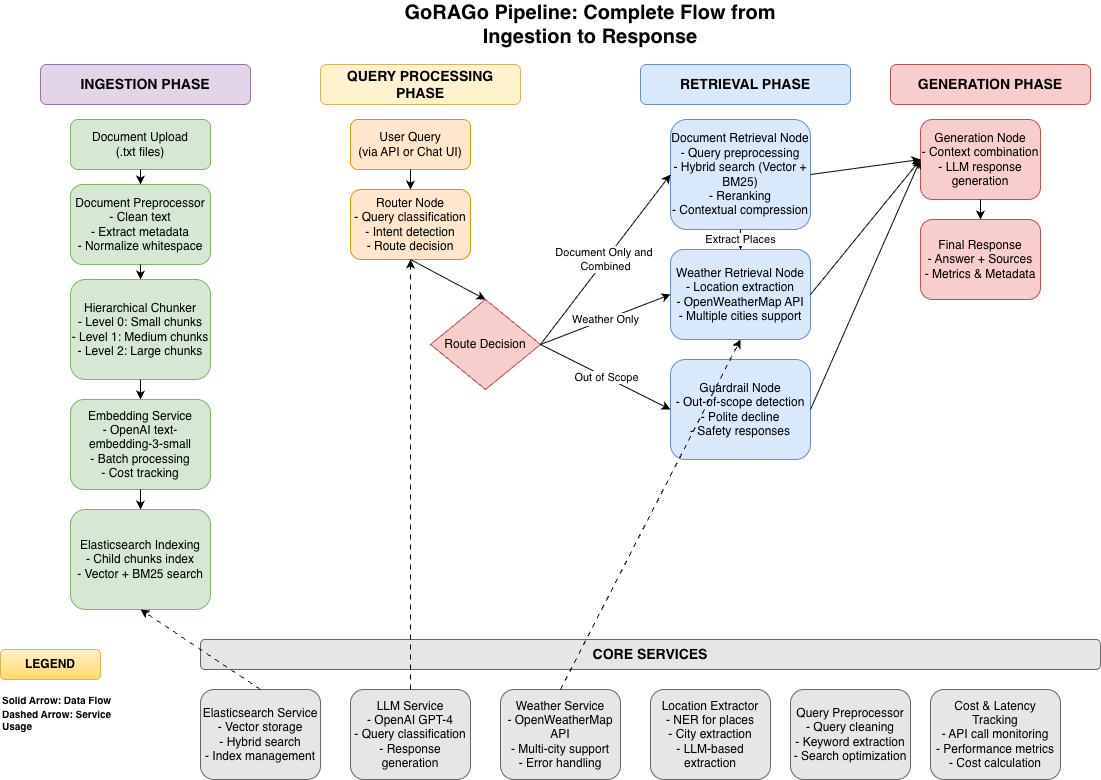 GoRAGo Pipeline: Complete Flow from
Ingestion to Response
INGESTION PHASE
QUERY PROCESSING
PHASE
RETRIEVAL PHASE
GENERATION PHASE
Document Upload
(.txt files)
Document Preprocessor
- Clean text
- Extract metadata
- Normalize whitespace
Hierarchical Chunker
- Level 0: Small chunks
- Level 1: Medium chunks
- Level 2: Large chunks
Embedding Service
- OpenAI text-
embedding-3-small
- Batch processing
- Cost tracking
Elasticsearch Indexing
- Child chunks index
- Vector + BM25 search
User Query
(via API or Chat UI)
Router Node
- Query classification
- Intent detection
- Route decision
Route Decision
Document Only and
Combined
Weather Only
Out of Scope
Document Retrieval Node
- Query preprocessing
- Hybrid search (Vector +
BM25)
- Reranking
- Contextual compression
Extract Places
Weather Retrieval Node
- Location extraction
- OpenWeatherMap API
- Multiple cities support
Guardrail Node
- Out-of-scope detection
- Polite decline
- Safety responses
Generation Node
- Context combination
- LLM response
generation
Final Response
- Answer + Sources
- Metrics & Metadata
LEGEND
Solid Arrow: Data Flow
Dashed Arrow: Service
Usage
CORE SERVICES
Elasticsearch Service
- Vector storage
- Hybrid search
- Index management
LLM Service
- OpenAI GPT-4
- Query classification
- Response
generation
Weather Service
- OpenWeatherMap
API
- Multi-city support
- Error handling
Location Extractor
- NER for places
- City extraction
- LLM-based
extraction
Query Preprocessor
- Query cleaning
- Keyword extraction
- Search optimization
Cost & Latency
Tracking
- API call monitoring
- Performance metrics
- Cost calculation